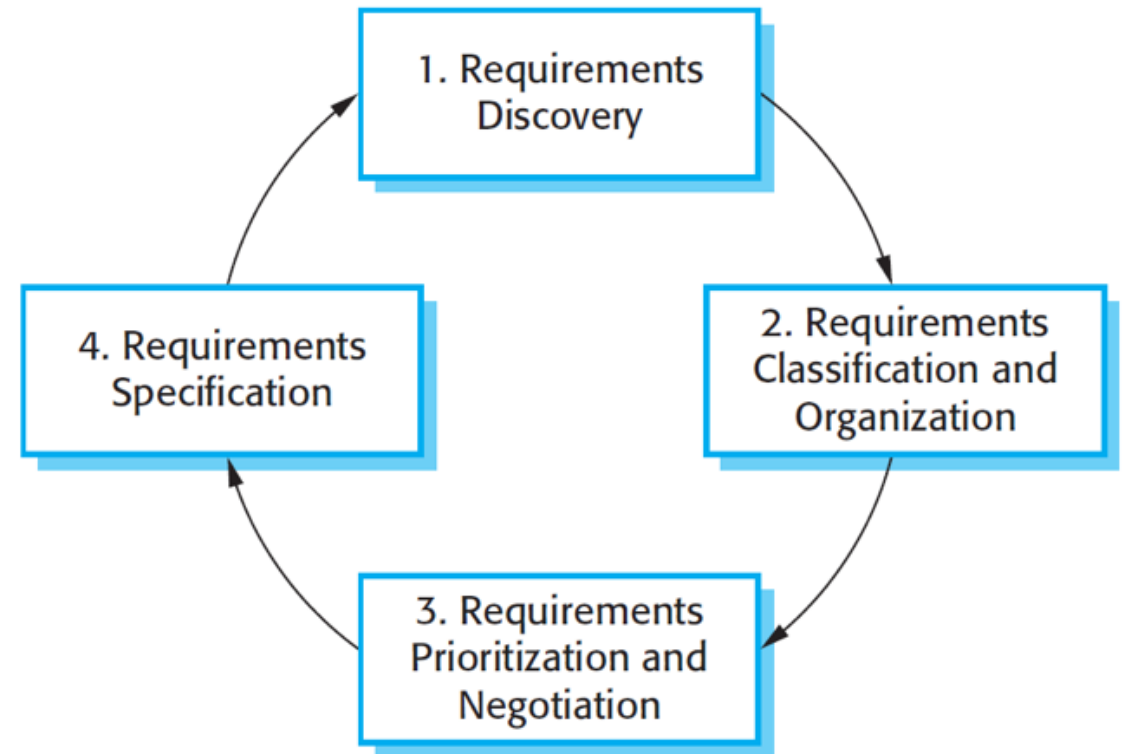 1. Requirements
Discovery
2. Requirements
Classification and
Organization
3. Requirements
Prioritization and
Negotiation
4. Requirements
Specification